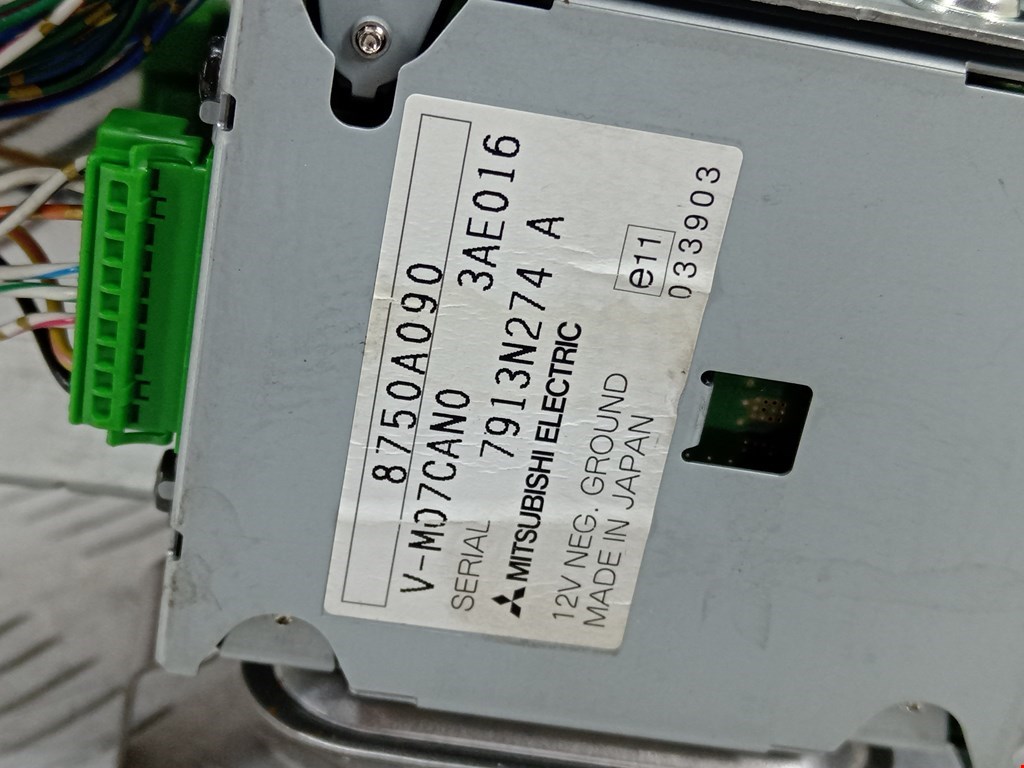 8750A090
V-M07CAN0 3AE016
SERIAL 7913N274 A
MITSUBISHI ELECTRIC
12V NEG. GROUND
MADE IN JAPAN
e11
033903